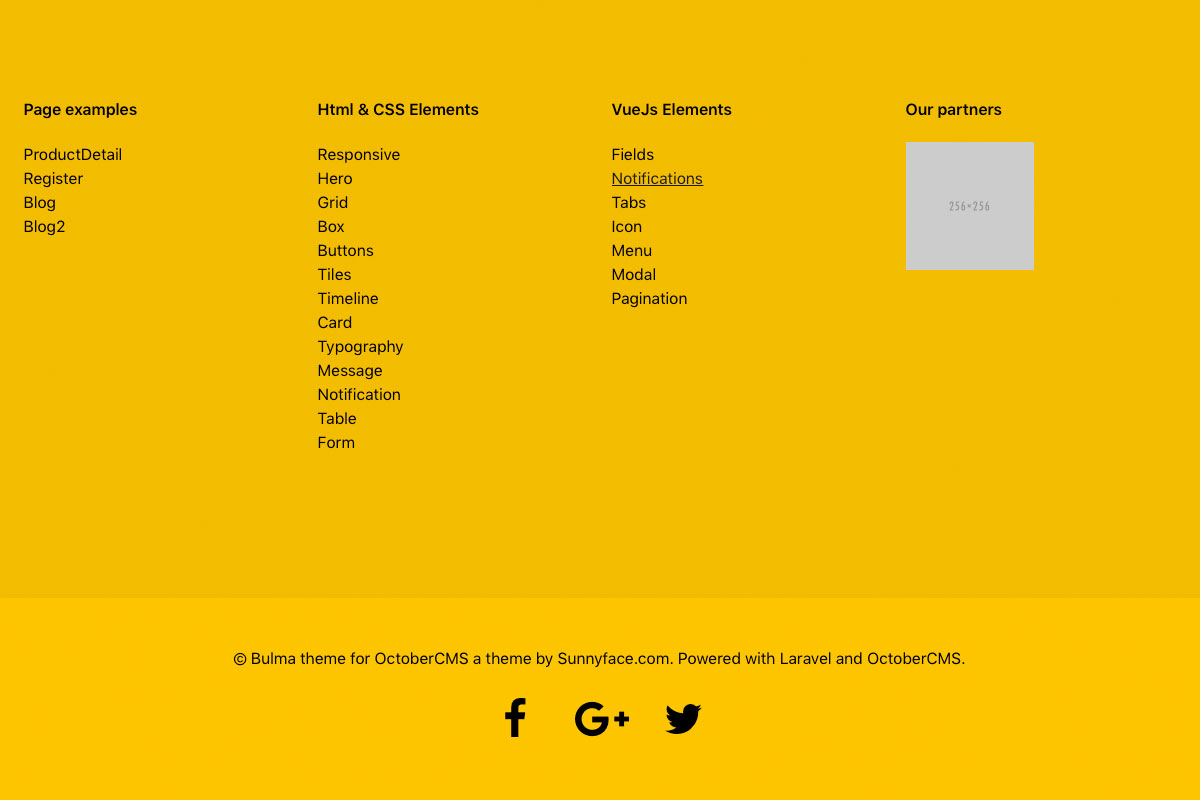 Page examples
ProductDetail
Register
Blog
Blog2
Html & CSS Elements
Responsive
Hero
Grid
Box
Buttons
Tiles
Timeline
Card
Typography
Message
Notification
Table
Form
VueJs Elements
Fields
Notifications
Tabs
Icon
Menu
Modal
Pagination
Our partners
256×256
© Bulma theme for OctoberCMS a theme by Sunnyface.com. Powered with Laravel and OctoberCMS.